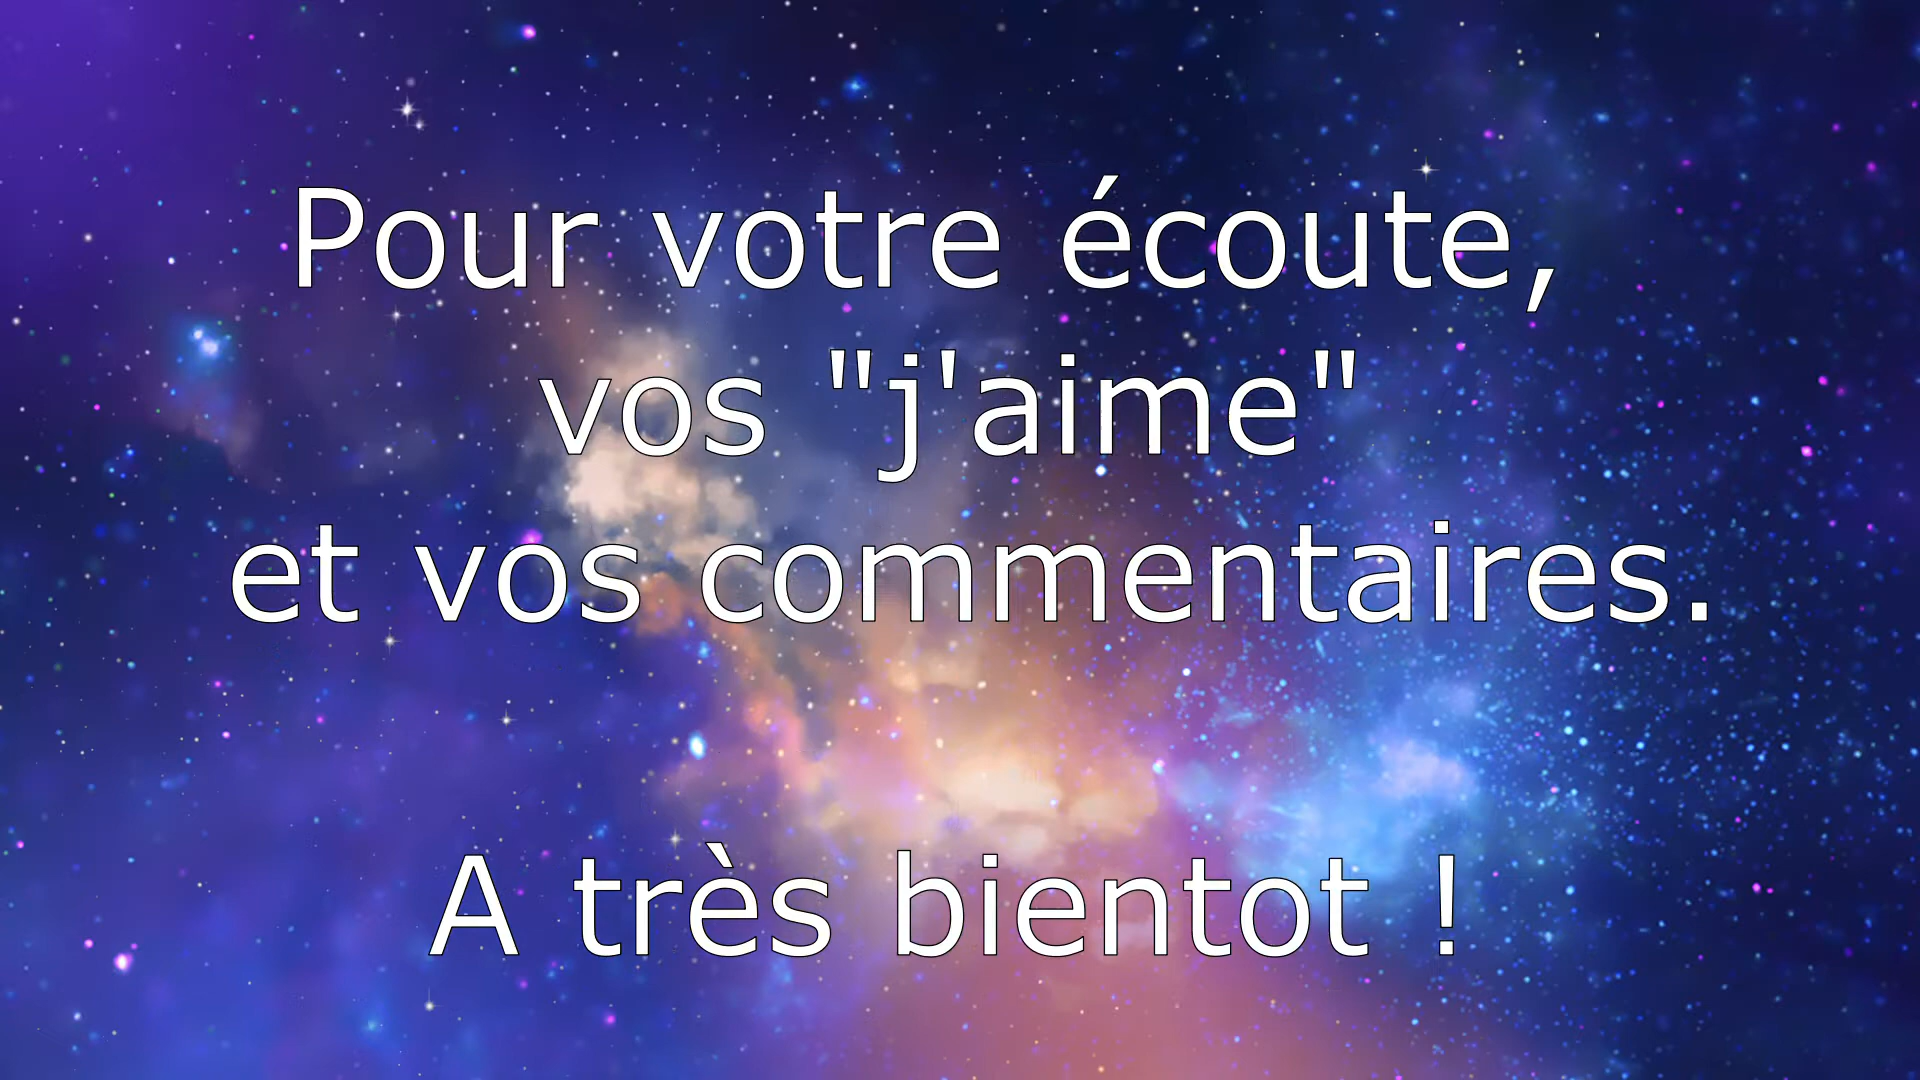 Pour votre écoute,
vos "j'aime"
et vos commentaires.
A très bientot !